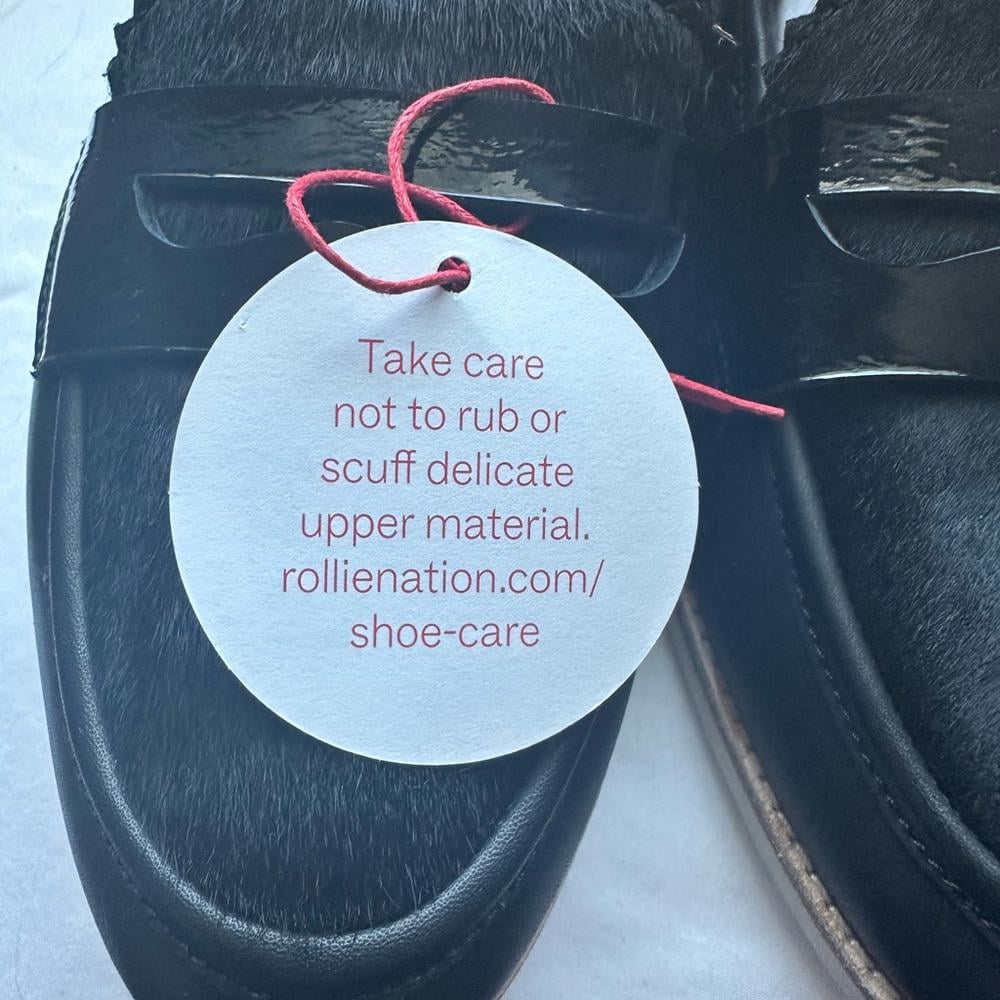 Take care
not to rub or
scuff delicate
upper material.
rollienation.com/
shoe-care